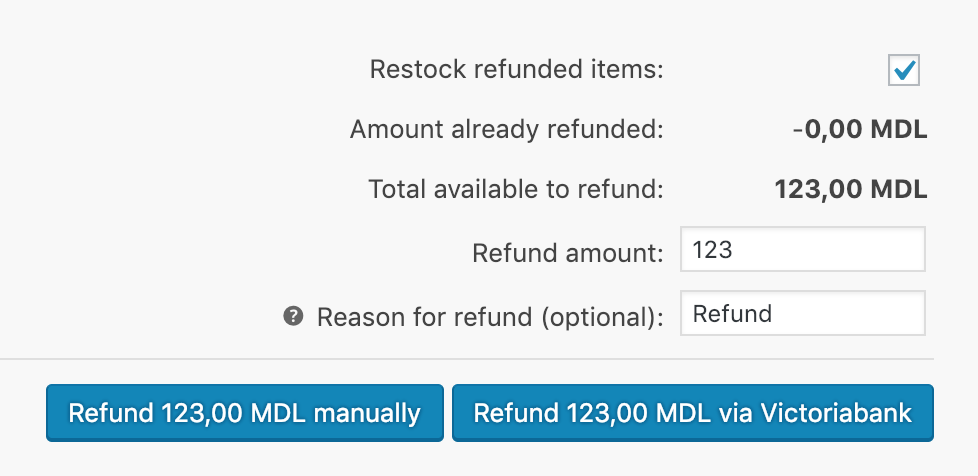 Restock refunded items:
Amount already refunded: -0,00 MDL
Total available to refund: 123,00 MDL
Refund amount: 123
? Reason for refund (optional): Refund
Refund 123,00 MDL manually Refund 123,00 MDL via Victoriabank